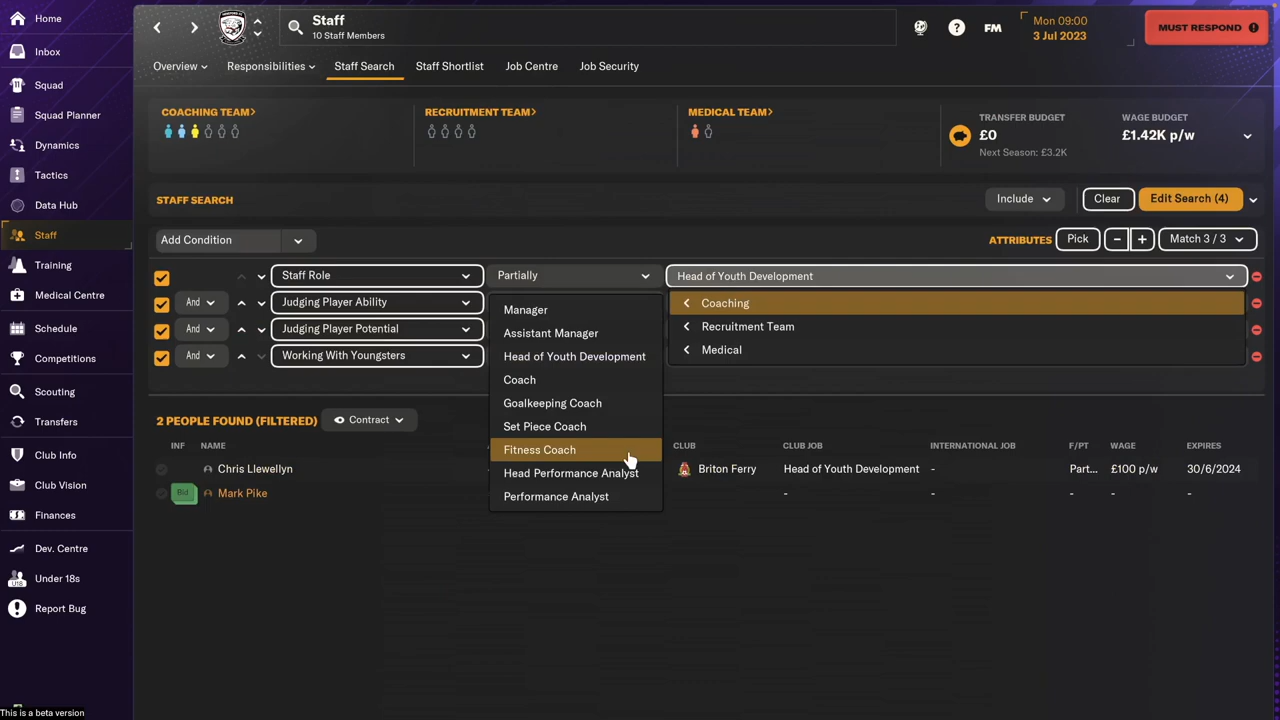 Home
Staff
10 Staff Members
FM
Mon 09:00
3 Jul 2023
MUST RESPOND
Inbox
Overview
Responsibilities
Staff Search
Staff Shortlist
Job Centre
Job Security
Squad
Squad Planner
COACHING TEAM>
RECRUITMENT TEAM>
MEDICAL TEAM>
TRANSFER BUDGET
£0
Next Season: £3.2K
WAGE BUDGET
£1.42K p/w
Dynamics
Tactics
Data Hub
Staff
Training
Medical Centre
Schedule
Competitions
Scouting
Transfers
Club Info
Club Vision
Finances
Dev. Centre
U18
Under 18s
Report Bug
This is a beta version
STAFF SEARCH
Include
Clear
Edit Search (4)
Add Condition
ATTRIBUTES
Pick
- +
Match 3 / 3
Staff Role
Partially
Head of Youth Development
And
Judging Player Ability
And
Judging Player Potential
And
Working With Youngsters
Manager
Assistant Manager
Head of Youth Development
Coach
Goalkeeping Coach
Set Piece Coach
Fitness Coach
Head Performance Analyst
Performance Analyst
Coaching
Recruitment Team
Medical
2 PEOPLE FOUND (FILTERED)
Contract
INF NAME CLUB CLUB JOB INTERNATIONAL JOB F/PT WAGE EXPIRES
Chris Llewellyn Briton Ferry Head of Youth Development - Part... £100 p/w 30/6/2024
Bid Mark Pike - - - - -